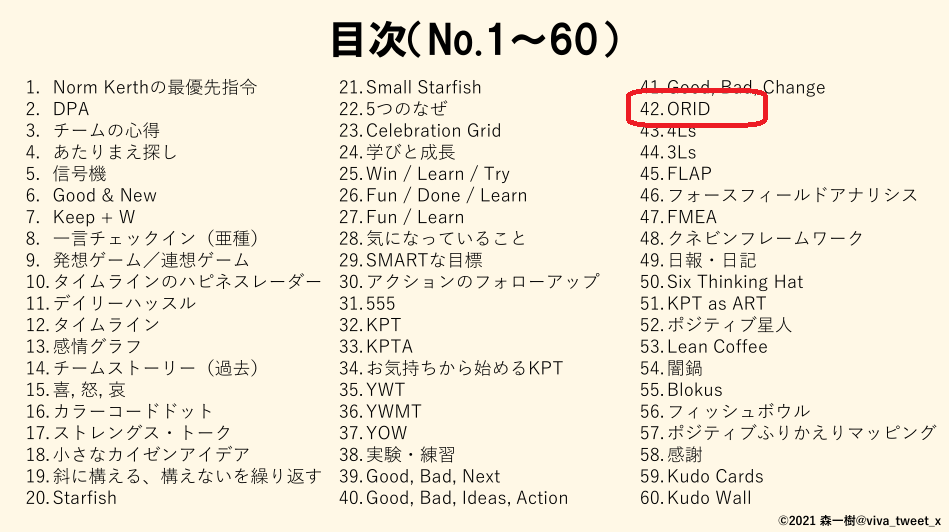 目次(No.1～60)
1. Norm Kerthの最優先指令
2. DPA
3. チームの心得
4. あたりまえ探し
5. 信号機
6. Good & New
7. Keep + W
8. 一言チェックイン（亜種）
9. 発想ゲーム／連想ゲーム
10. タイムラインのハピネスレーダー
11. デイリーハッスル
12. タイムライン
13. 感情グラフ
14. チームストーリー（過去）
15. 喜, 怒, 哀
16. カラーコードドット
17. ストレングス・トーク
18. 小さなカイゼンアイデア
19. 斜に構える、構えないを繰り返す
20. Starfish
21. Small Starfish
22. 5つのなぜ
23. Celebration Grid
24. 学びと成長
25. Win / Learn / Try
26. Fun / Done / Learn
27. Fun / Learn
28. 気になっていること
29. SMARTな目標
30. アクションのフォローアップ
31. 555
32. KPT
33. KPTA
34. お気持ちから始めるKPT
35. YWT
36. YWMT
37. YOW
38. 実験・練習
39. Good, Bad, Next
40. Good, Bad, Ideas, Action
41. Good, Bad, Change
42. ORID
43. 4Ls
44. 3Ls
45. FLAP
46. フォースフィールドアナリシス
47. FMEA
48. クネビンフレームワーク
49. 日報・日記
50. Six Thinking Hat
51. KPT as ART
52. ポジティブ星人
53. Lean Coffee
54. 闇鍋
55. Blokus
56. フィッシュボウル
57. ポジティブふりかえりマッピング
58. 感謝
59. Kudo Cards
60. Kudo Wall
©2021 森一樹@viva_tweet_x